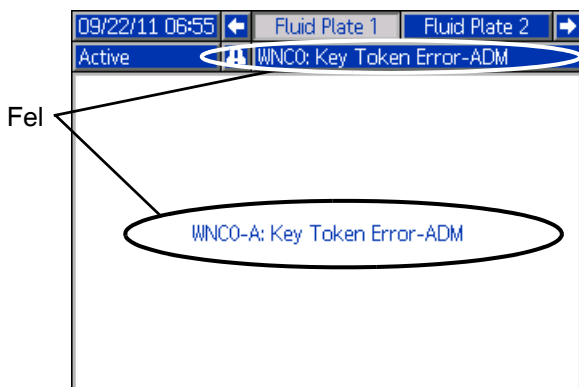 09/22/11 06:55 Fluid Plate 1 Fluid Plate 2
Active WNC0: Key Token Error-ADM
Fel
WNC0-A: Key Token Error-ADM